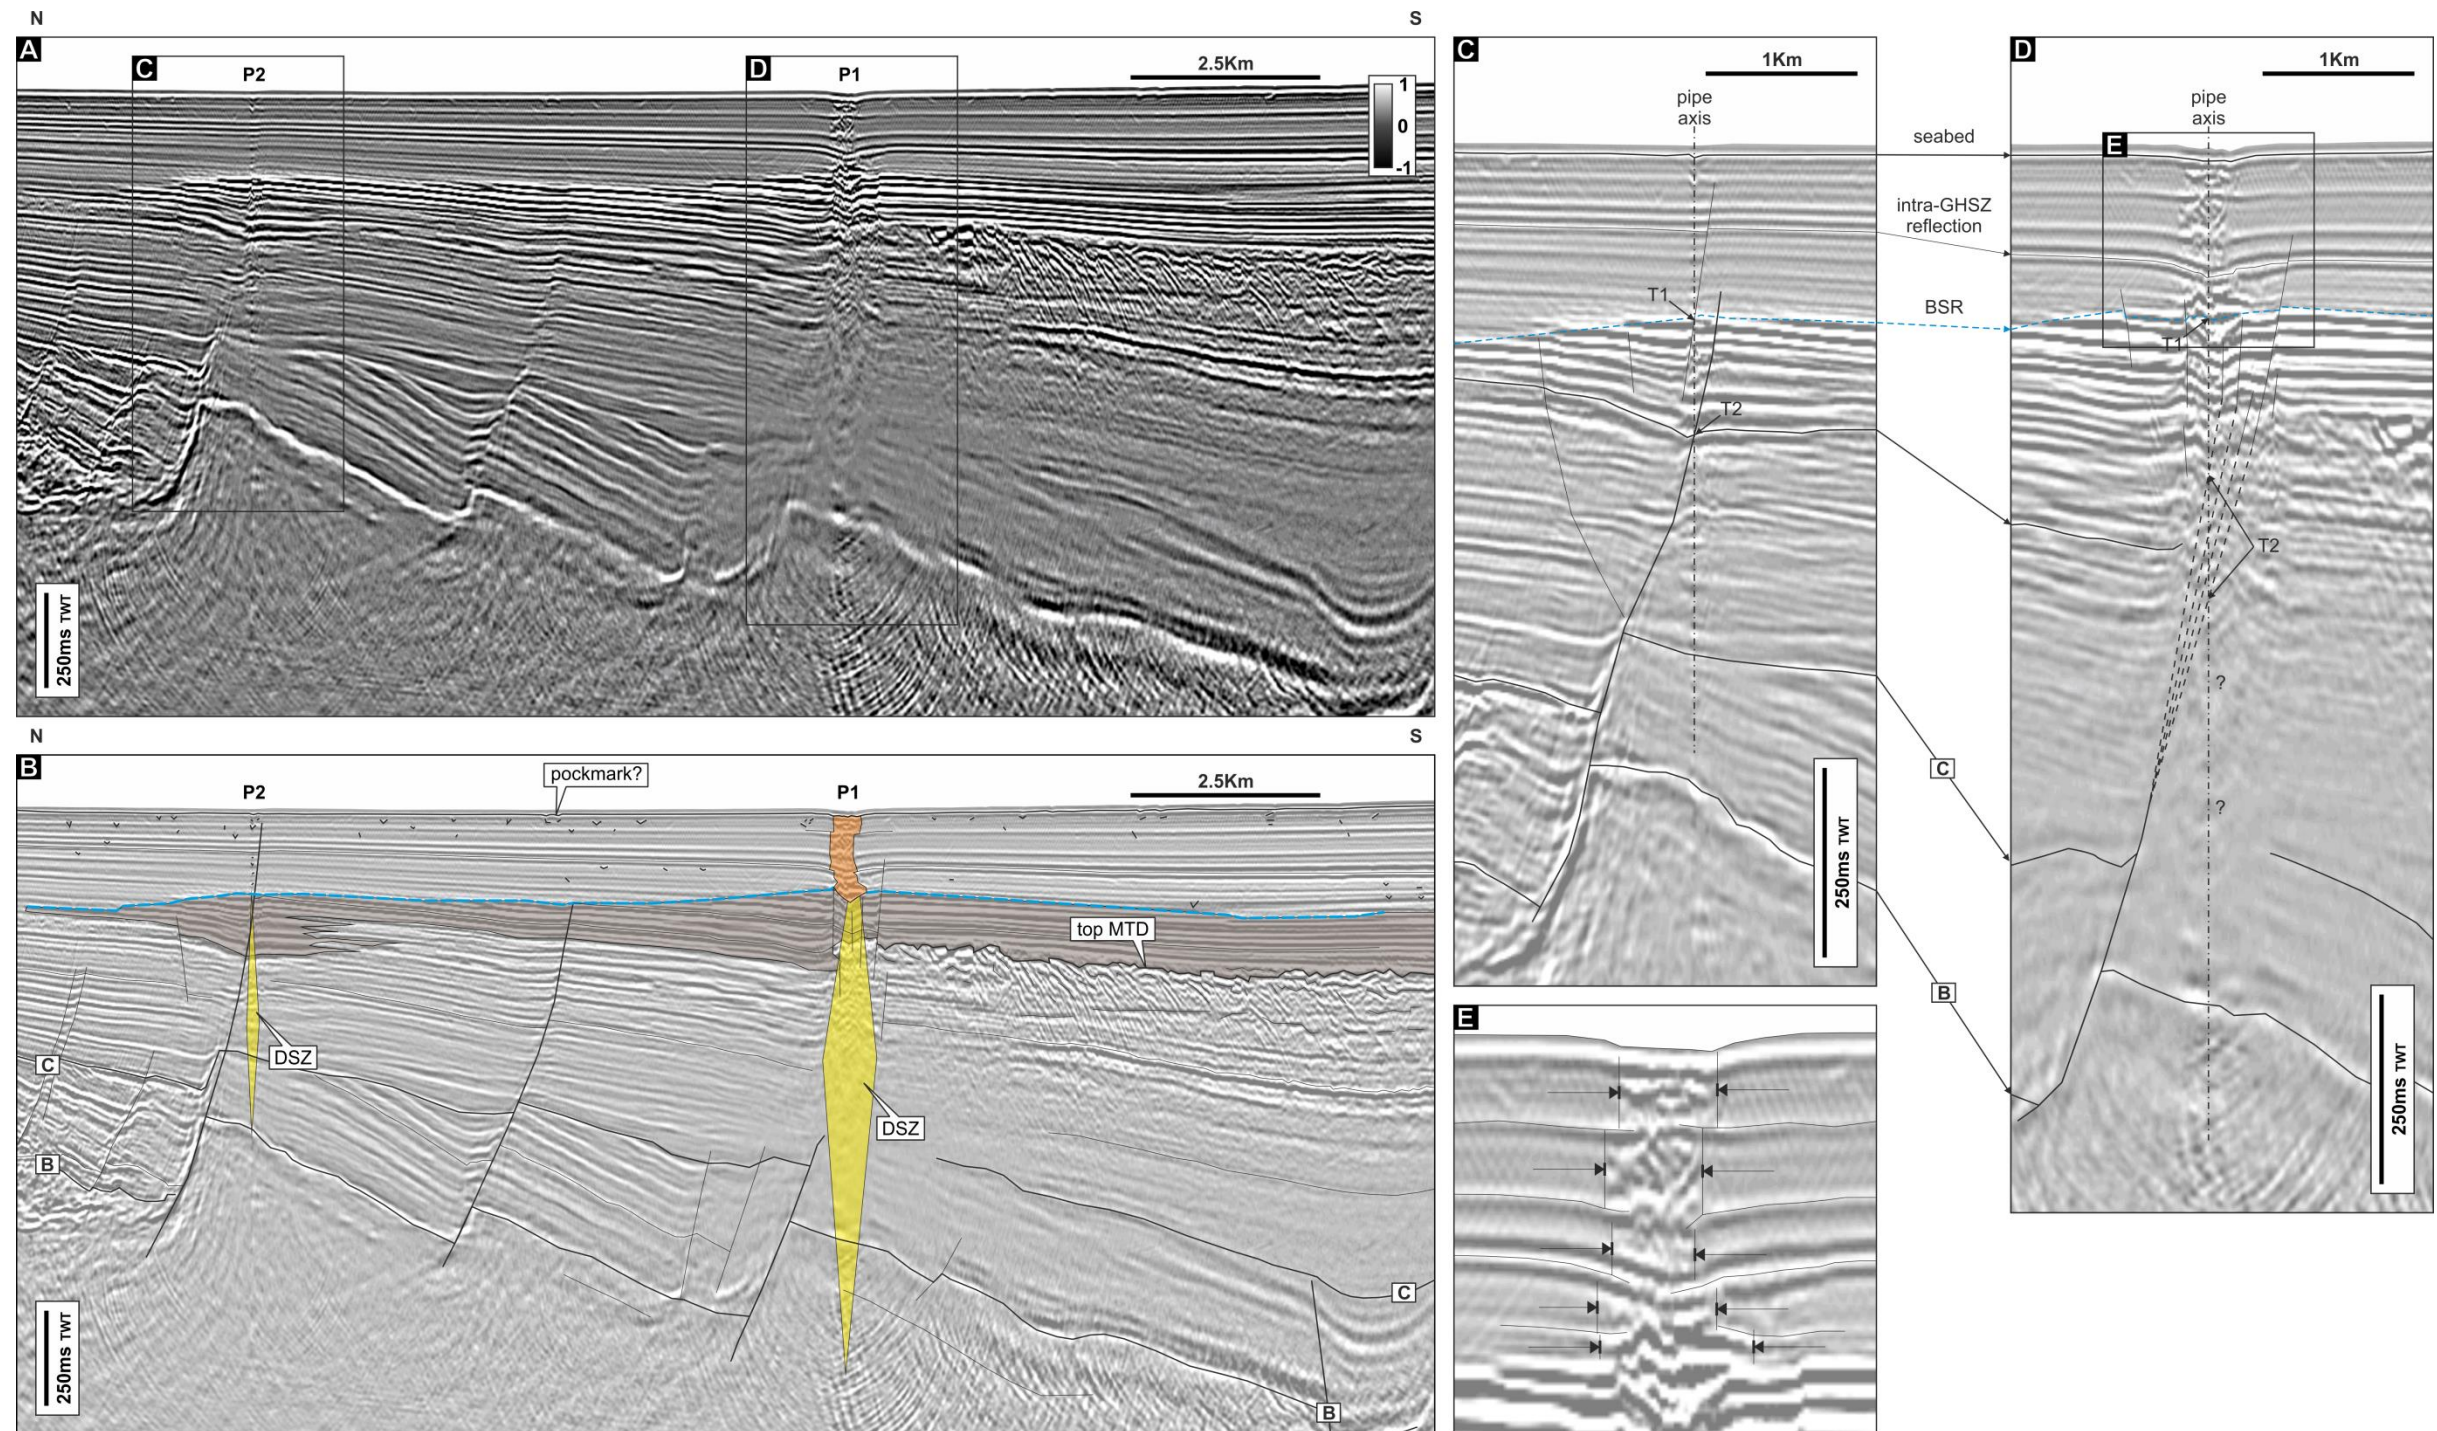 N
S
A
C
P2
D
P1
2.5Km
1
0
-1
250ms TWT
N
S
B
P2
pockmark?
P1
2.5Km
top MTD
DSZ
DSZ
C
B
C
B
250ms TWT
C
1Km
pipe
axis
T1
T2
250ms TWT
seabed
intra-GHSZ
reflection
BSR
C
B
D
1Km
pipe
axis
E
T1
T2
?
?
250ms TWT
E